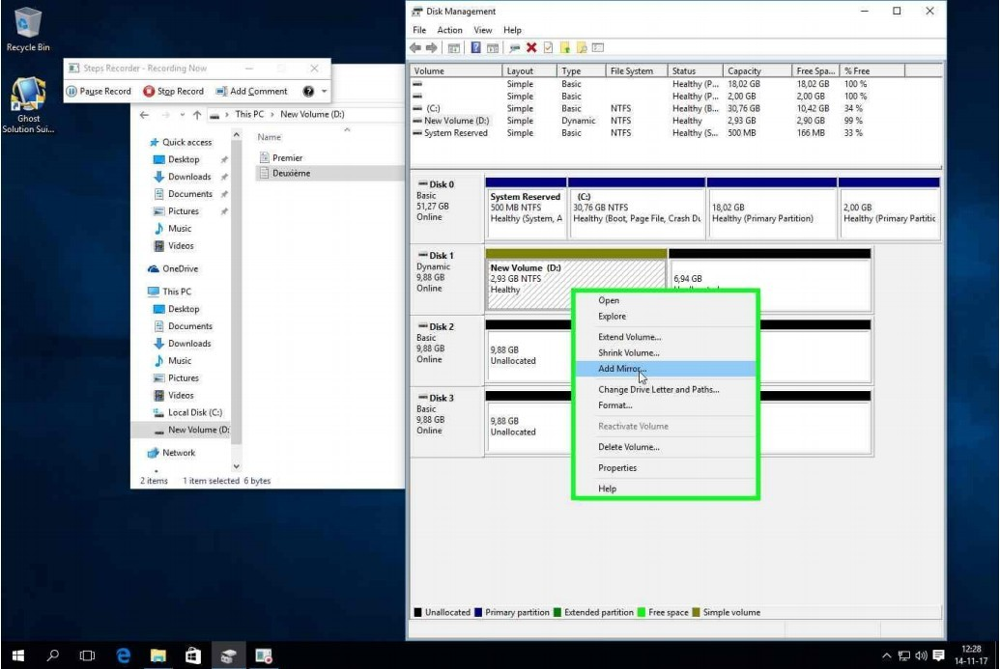 Recycle Bin
Ghost
Solution Sui...
Steps Recorder - Recording Now
Pause Record Stop Record Add Comment
This PC > New Volume (D:)
Quick access
Desktop
Downloads
Documents
Pictures
Music
Videos
OneDrive
This PC
Desktop
Documents
Downloads
Music
Pictures
Videos
Local Disk (C:)
New Volume (D:
Network
Name
Premier
Deuxième
2 items 1 item selected 6 bytes
Disk Management
File Action View Help
Volume Layout Type File System Status Capacity Free Spa... % Free
Simple Basic Healthy (P... 18,02 GB 18,02 GB 100 %
Simple Basic Healthy (P... 2,00 GB 2,00 GB 100 %
(C:) Simple Basic NTFS Healthy (B... 30,76 GB 10,42 GB 34 %
New Volume (D:) Simple Dynamic NTFS Healthy 2,93 GB 2,90 GB 99 %
System Reserved Simple Basic NTFS Healthy (S... 500 MB 166 MB 33 %
Disk 0
Basic
51,27 GB
Online
System Reserved
500 MB NTFS
Healthy (System, A
(C:)
30,76 GB NTFS
Healthy (Boot, Page File, Crash Du
18,02 GB
Healthy (Primary Partition)
2,00 GB
Healthy (Primary Partitic
Disk 1
Dynamic
9,88 GB
Online
New Volume (D:)
2,93 GB NTFS
Healthy
6,94 GB
Disk 2
Basic
9,88 GB
Online
9,88 GB
Unallocated
Disk 3
Basic
9,88 GB
Online
9,88 GB
Unallocated
Open
Explore
Extend Volume...
Shrink Volume...
Add Mirror...
Change Drive Letter and Paths...
Format...
Reactivate Volume
Delete Volume...
Properties
Help
Unallocated Primary partition Extended partition Free space Simple volume
12:28
14-11-17